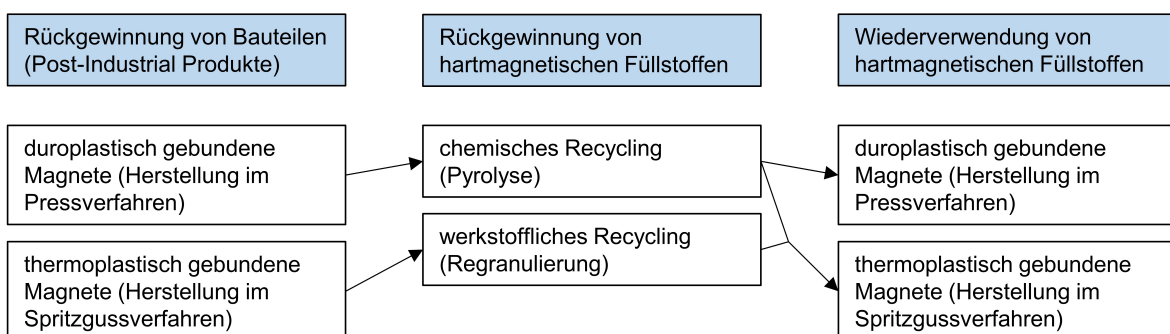 Rückgewinnung von Bauteilen
(Post-Industrial Produkte)
Rückgewinnung von
hartmagnetischen Füllstoffen
Wiederverwendung von
hartmagnetischen Füllstoffen
duroplastisch gebundene
Magnete (Herstellung im
Pressverfahren)
chemisches Recycling
(Pyrolyse)
duroplastisch gebundene
Magnete (Herstellung im
Pressverfahren)
thermoplastisch gebundene
Magnete (Herstellung im
Spritzgussverfahren)
werkstoffliches Recycling
(Regranulierung)
thermoplastisch gebundene
Magnete (Herstellung im
Spritzgussverfahren)